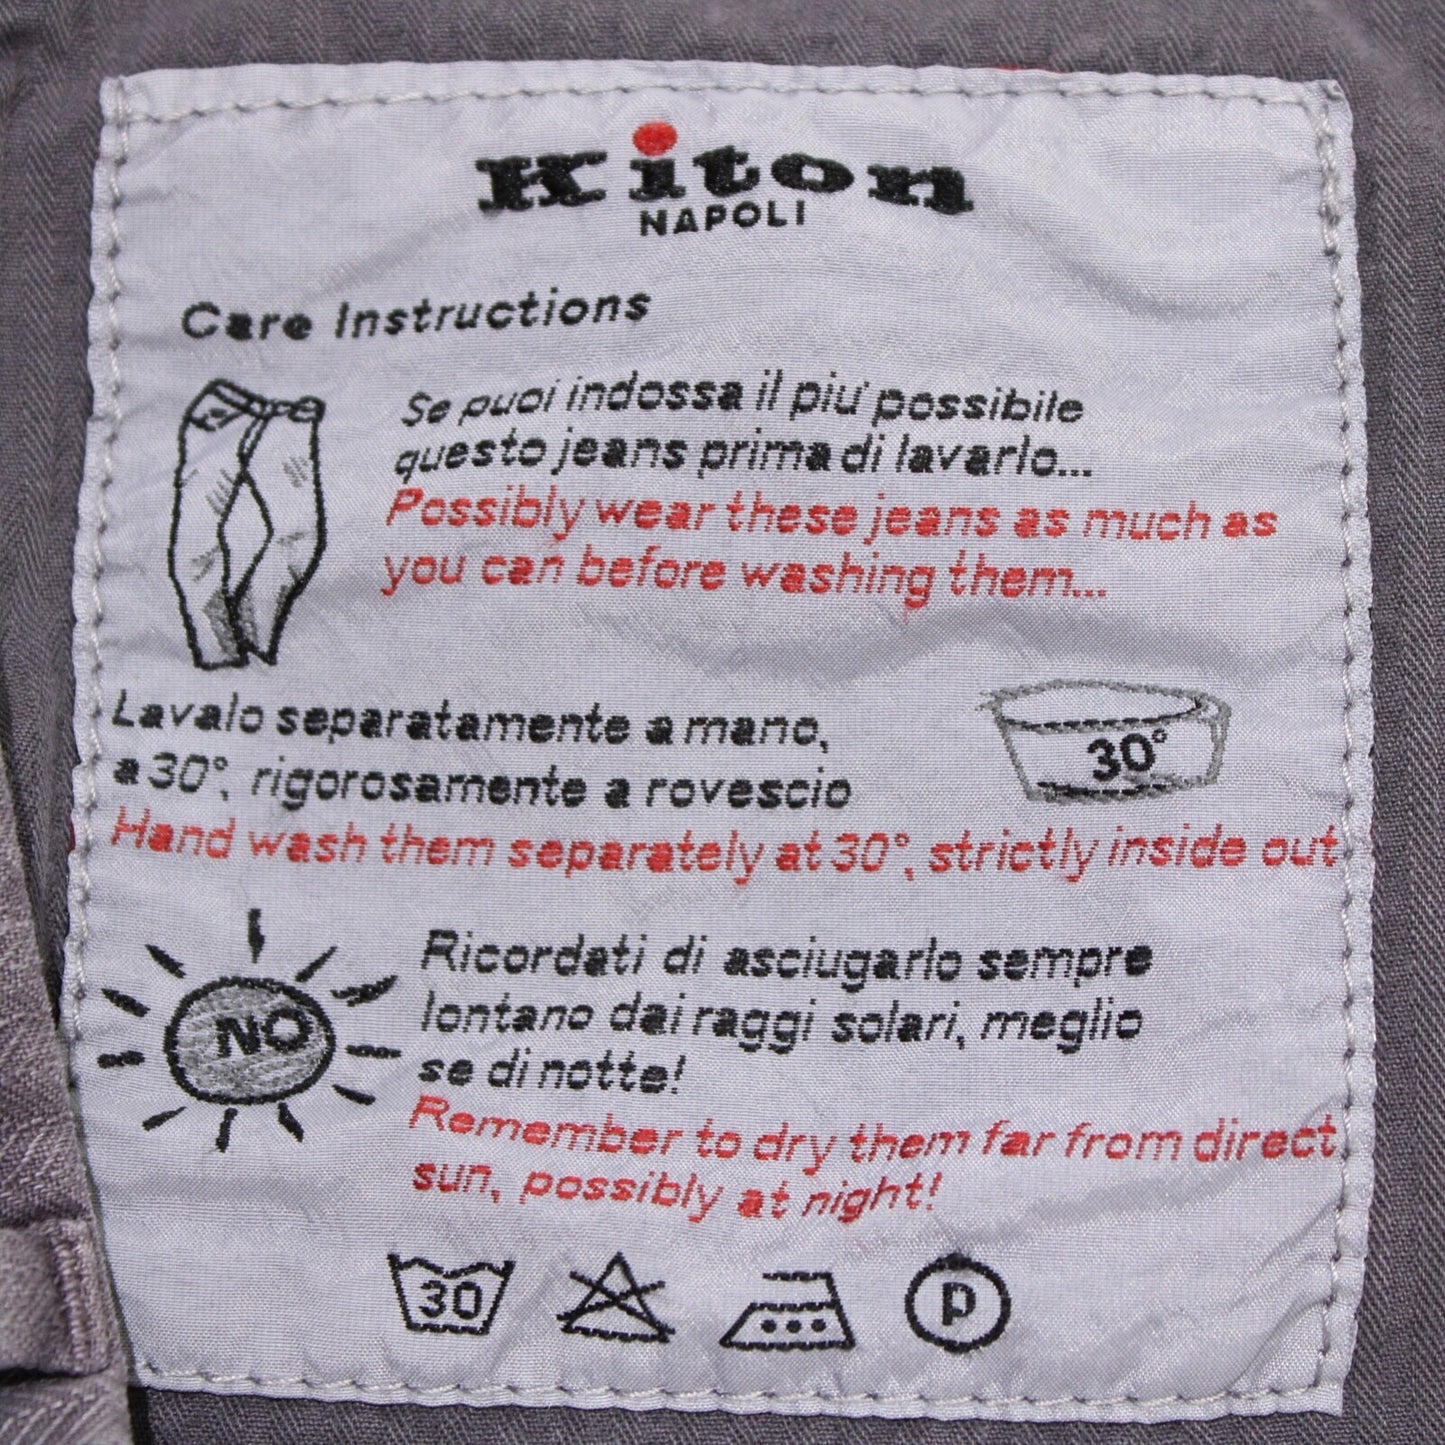 Kiton
NAPOLI
Care Instructions
Se puoi indossa il piu' possibile
questo jeans prima di lavarlo...
Possibly wear these jeans as much as
you can before washing them...
Lavalo separatamente a mano,
a 30°, rigorosamente a rovescio
30°
Hand wash them separately at 30°, strictly inside out
NO
Ricordati di asciugarlo sempre
lontano dai raggi solari, meglio
se di notte!
Remember to dry them far from direct
sun, possibly at night!
30
P